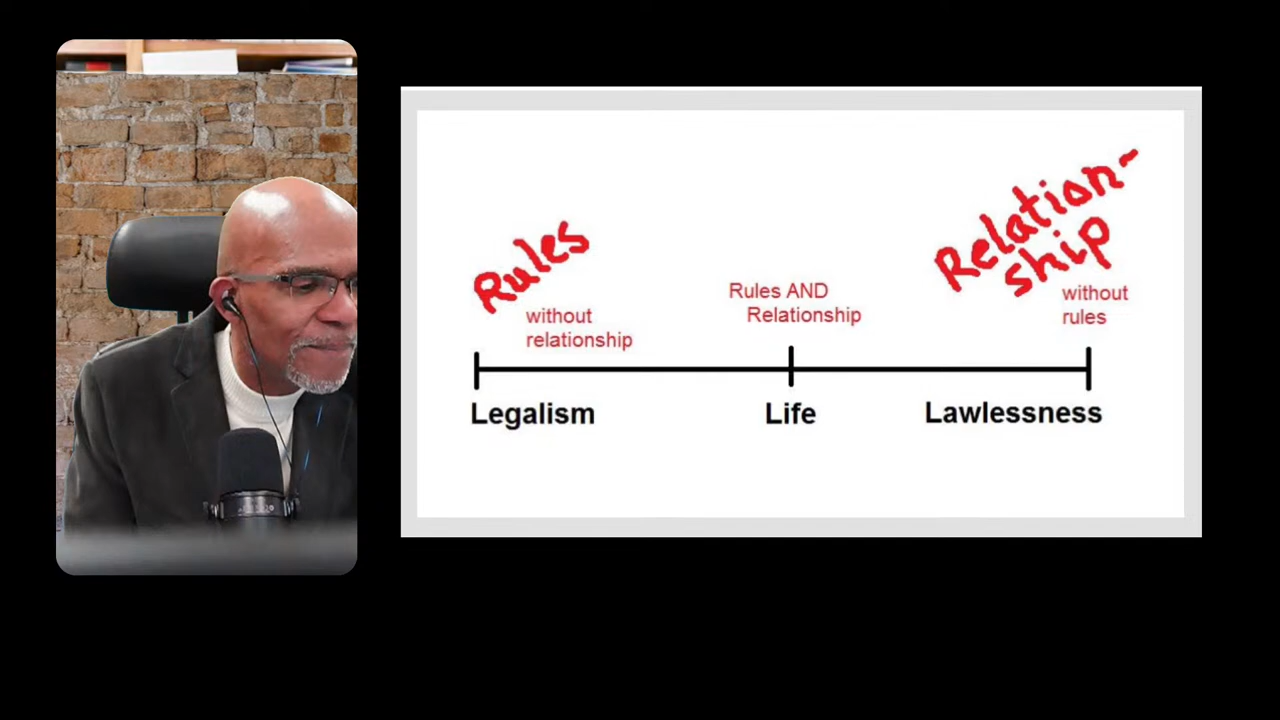 Rules
without
relationship
Rules AND
Relationship
Relation-
ship
without
rules
Legalism
Life
Lawlessness